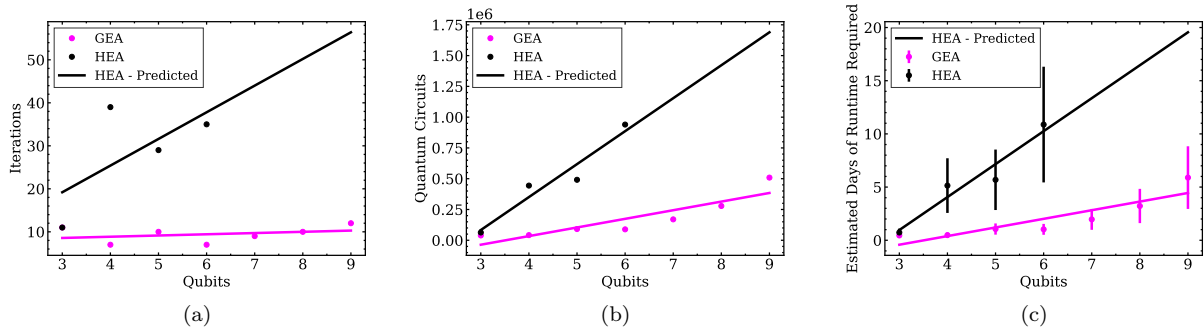 GEA
HEA
HEA - Predicted
50
40
30
20
10
3 4 5 6 7 8 9
Iterations
Qubits
(a)
1e6
GEA
HEA
HEA - Predicted
1.75
1.50
1.25
1.00
0.75
0.50
0.25
0.00
3 4 5 6 7 8 9
Quantum Circuits
Qubits
(b)
HEA - Predicted
GEA
HEA
20
15
10
5
0
3 4 5 6 7 8 9
Estimated Days of Runtime Required
Qubits
(c)